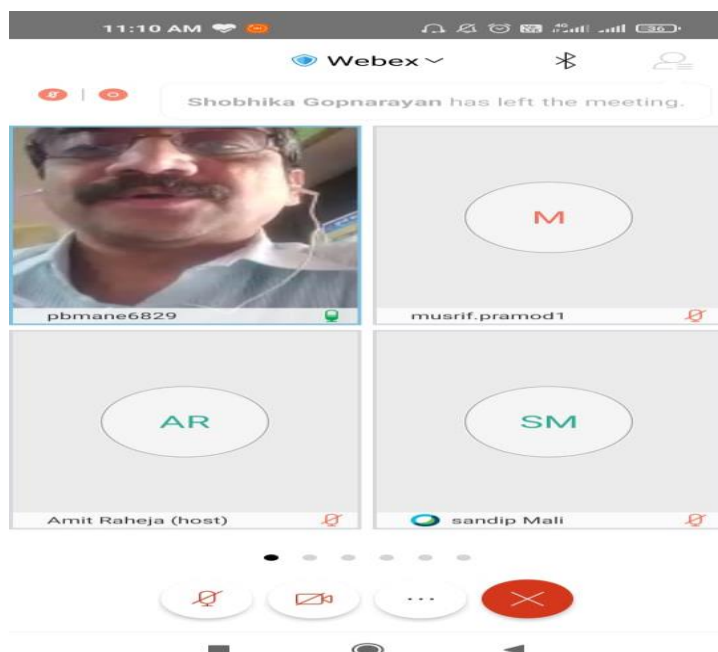 11:10 AM
36
Webex
Shobhika Gopnarayan has left the meeting.
M
pbmane6829
musrif.pramod1
AR
SM
Amit Raheja (host)
sandip Mali